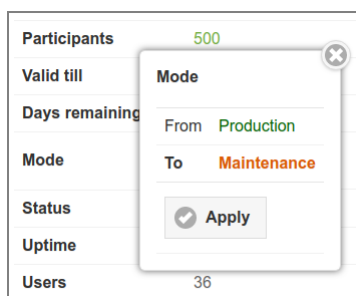 Participants 500
Valid till
Days remaining
Mode
Status
Uptime
Users 36
Mode
From Production
To Maintenance
Apply